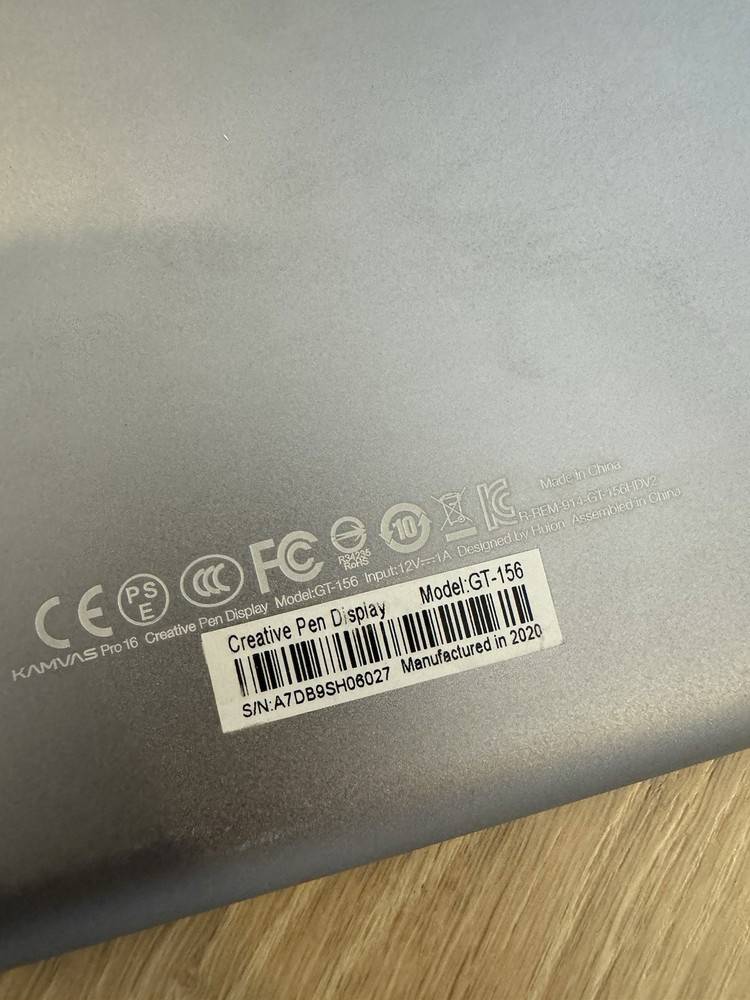 Made in China
R-REM-914-GT-156HDV2
CE PS E CCC FC R34235 RoHS 10
KAMVAS Pro 16 Creative Pen Display Model:GT-156 Input:12V⎓1A Designed by Huion Assembled in China
Creative Pen Display Model:GT-156
S/N:A7DB9SH06027 Manufactured in 2020